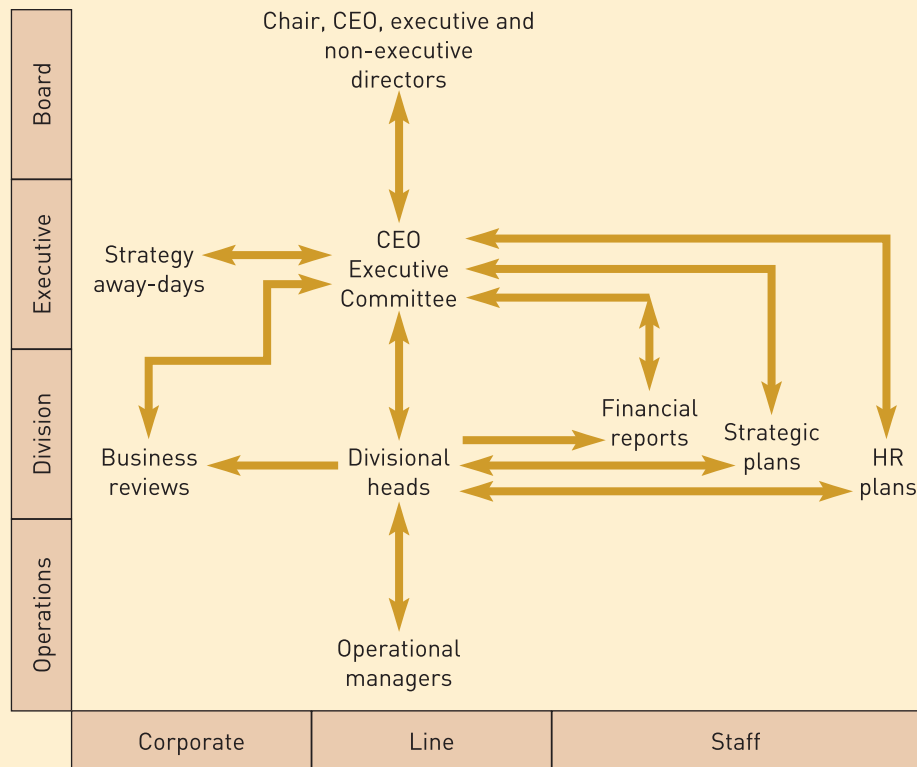 Board
Chair, CEO, executive and
non-executive
directors
Executive
Strategy
away-days
CEO
Executive
Committee
Division
Business
reviews
Divisional
heads
Financial
reports
Strategic
plans
HR
plans
Operations
Operational
managers
Corporate
Line
Staff